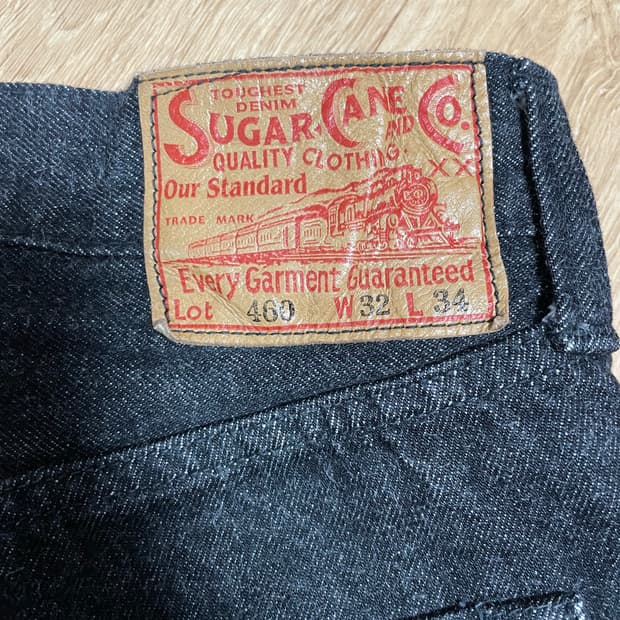 TOUGHEST
DENIM
SUGAR CANE AND CO.
QUALITY CLOTHING.
XX
Our Standard
TRADE MARK
Every Garment Guaranteed
Lot 460 W 32 L 34